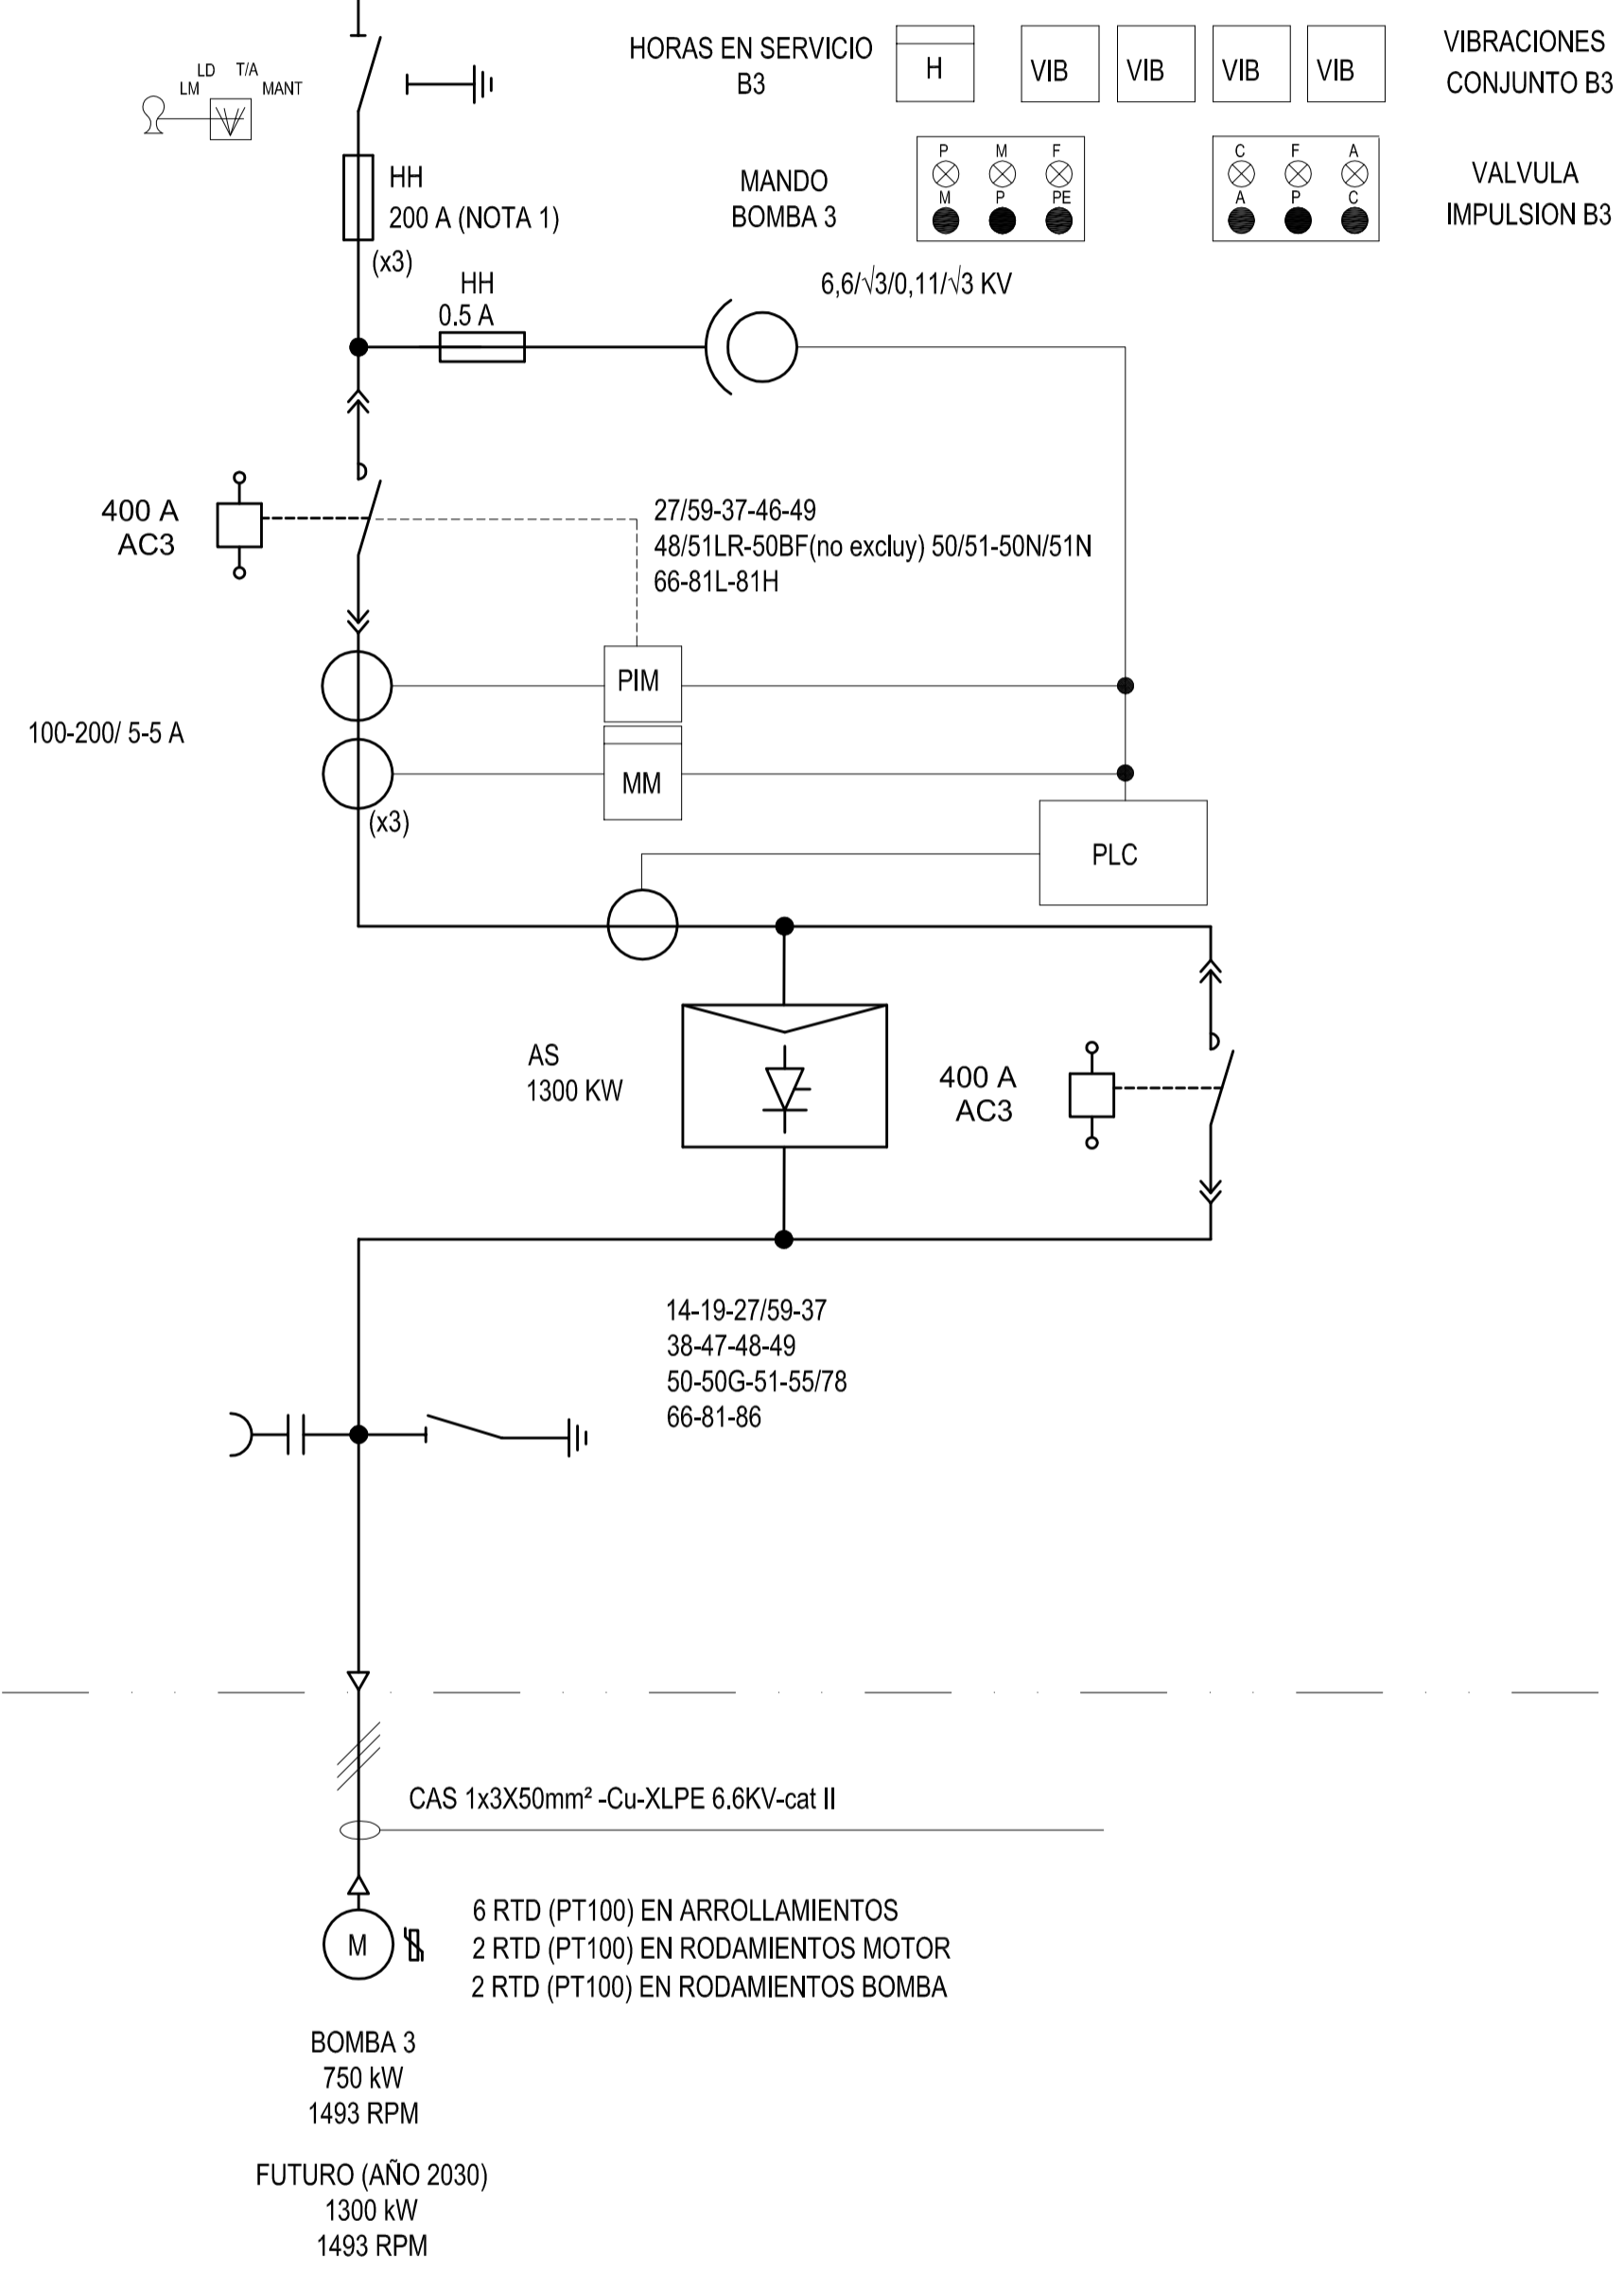 HORAS EN SERVICIO
B3
H
VIB
VIB
VIB
VIB
VIBRACIONES
CONJUNTO B3
LD T/A
LM MANT
MANDO
BOMBA 3
P M F
M P PE
C F A
A P C
VALVULA
IMPULSION B3
HH
200 A (NOTA 1)
(x3)
HH
0.5 A
6,6/√3/0,11/√3 KV
400 A
AC3
27/59-37-46-49
48/51LR-50BF(no excluy) 50/51-50N/51N
66-81L-81H
PIM
100-200/ 5-5 A
MM
(x3)
PLC
AS
1300 KW
400 A
AC3
14-19-27/59-37
38-47-48-49
50-50G-51-55/78
66-81-86
CAS 1x3X50mm² -Cu-XLPE 6.6KV-cat II
M
6 RTD (PT100) EN ARROLLAMIENTOS
2 RTD (PT100) EN RODAMIENTOS MOTOR
2 RTD (PT100) EN RODAMIENTOS BOMBA
BOMBA 3
750 kW
1493 RPM
FUTURO (AÑO 2030)
1300 kW
1493 RPM